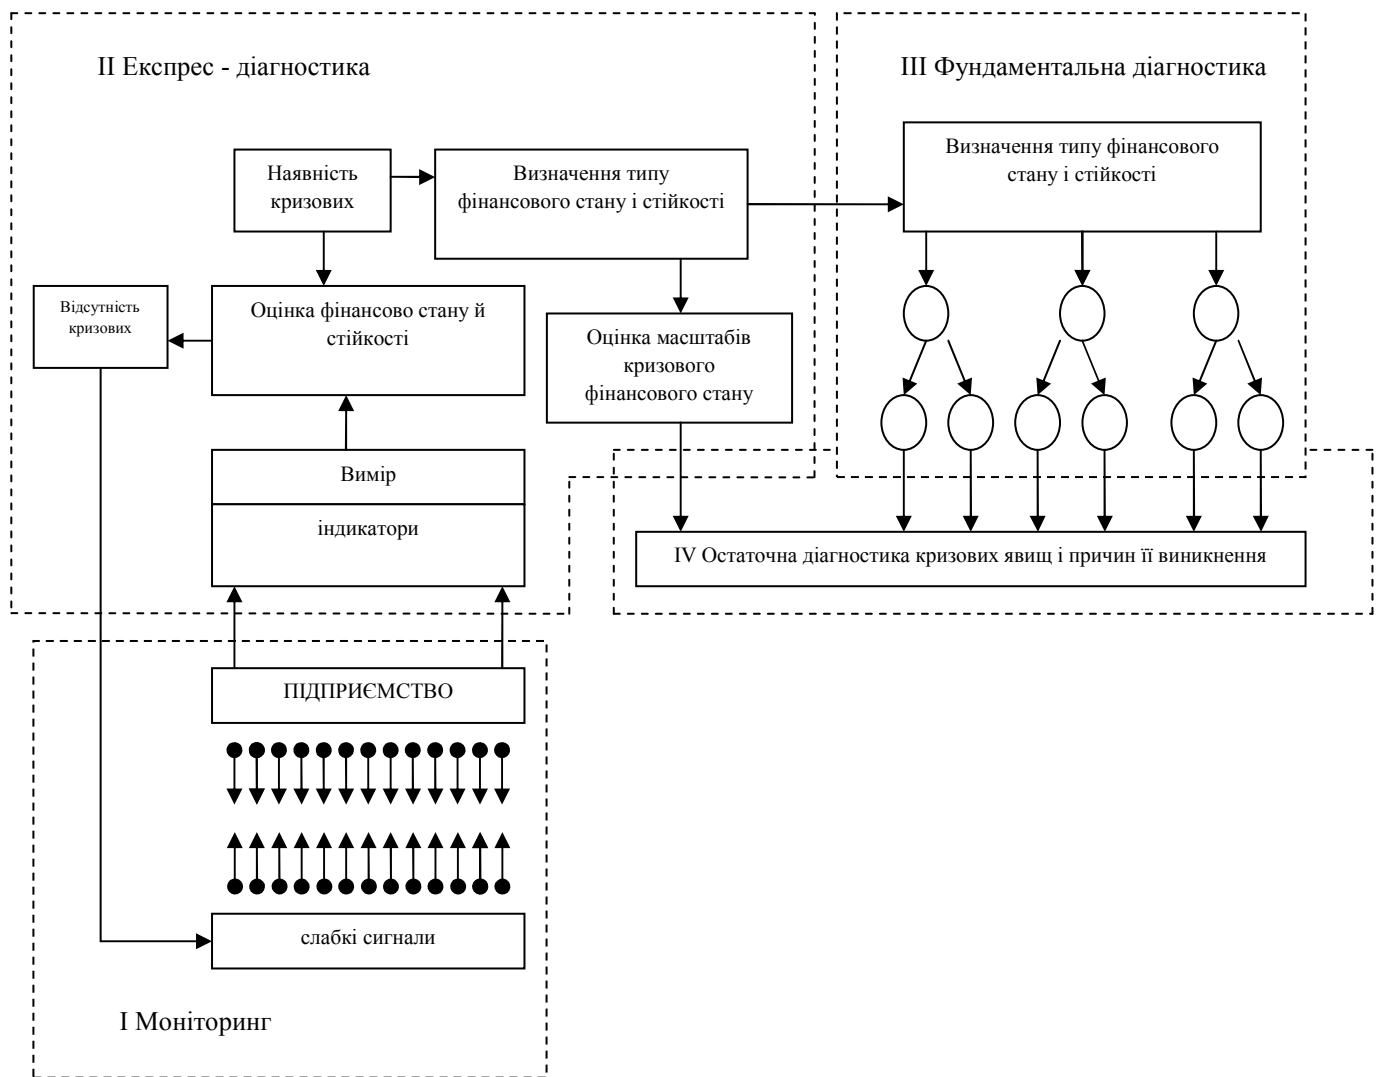 ІІ Експрес - діагностика
ІІІ Фундаментальна діагностика
Наявність
кризових
Визначення типу
фінансового стану і стійкості
Визначення типу фінансового
стану і стійкості
Відсутність
кризових
Оцінка фінансово стану й
стійкості
Оцінка масштабів
кризового
фінансового стану
Вимір
індикатори
IV Остаточна діагностика кризових явищ і причин її виникнення
ПІДПРИЄМСТВО
слабкі сигнали
І Моніторинг